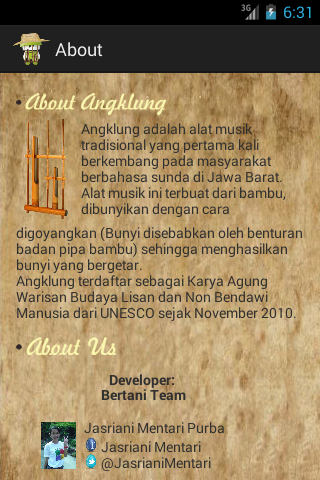 3G 6:31
About
• About Angklung
Angklung adalah alat musik
tradisional yang pertama kali
berkembang pada masyarakat
berbahasa sunda di Jawa Barat.
Alat musik ini terbuat dari bambu,
dibunyikan dengan cara
digoyangkan (Bunyi disebabkan oleh benturan
badan pipa bambu) sehingga menghasilkan
bunyi yang bergetar.
Angklung terdaftar sebagai Karya Agung
Warisan Budaya Lisan dan Non Bendawi
Manusia dari UNESCO sejak November 2010.
• About Us
Developer:
Bertani Team
Jasriani Mentari Purba
Jasriani Mentari
@JasrianiMentari